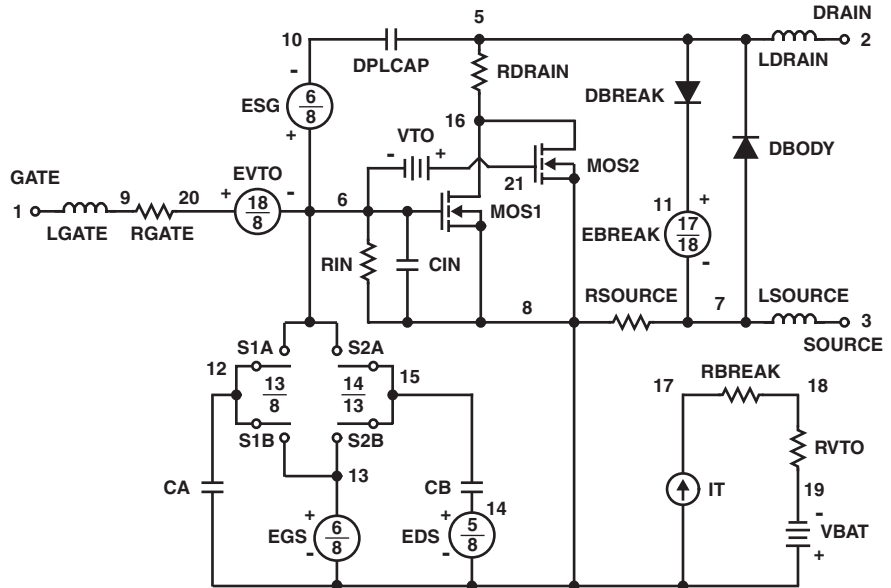 DRAIN
5
10
2
LDRAIN
DPLCAP
RDRAIN
-
DBREAK
ESG
6
8
+
16
VTO
-
+
DBODY
EVTO
GATE
MOS2
9
20
+
-
6
21
1
18
8
MOS1
11
+
LGATE
RGATE
EBREAK
17
18
-
RIN
CIN
8
RSOURCE
7
LSOURCE
3
SOURCE
S1A
S2A
12
13
8
14
13
15
RBREAK
17
18
S1B
S2B
RVTO
13
CA
CB
IT
19
14
+
+
-
EGS
6
8
EDS
5
8
VBAT
-
-
+